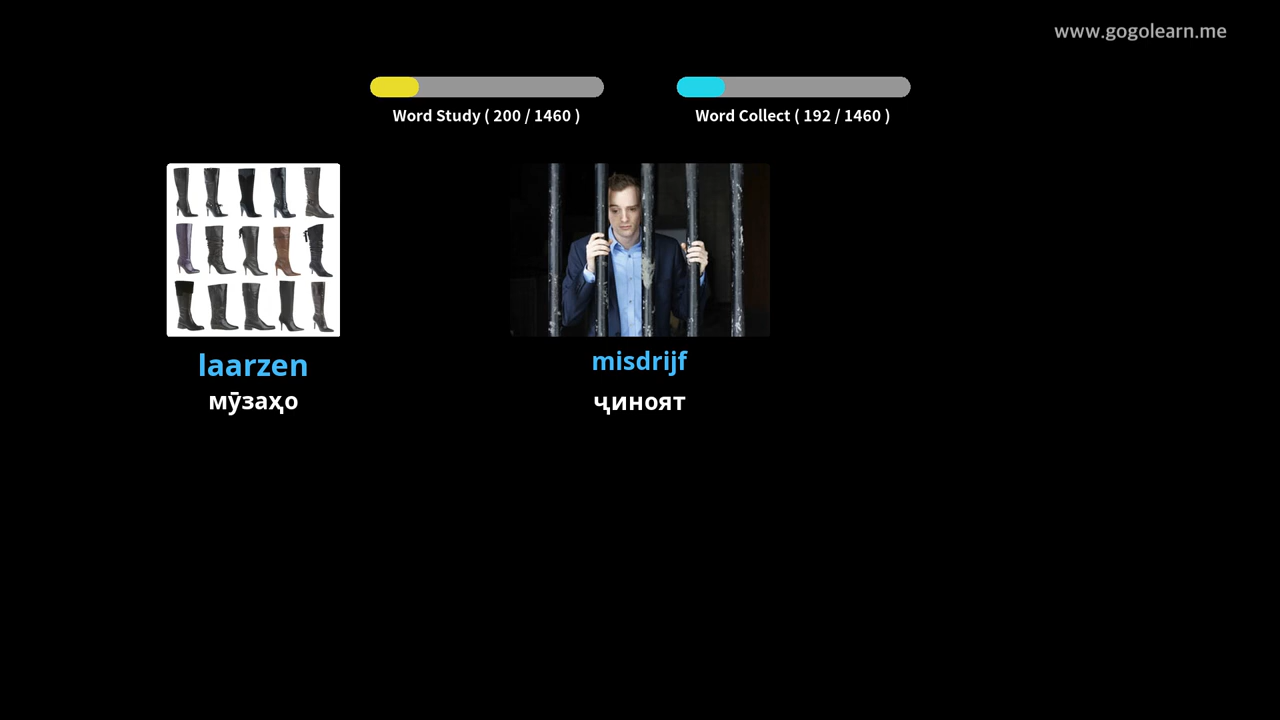 www.gogolearn.me
Word Study ( 200 / 1460 )
Word Collect ( 192 / 1460 )
laarzen
мӯзаҳо
misdrijf
ҷиноят